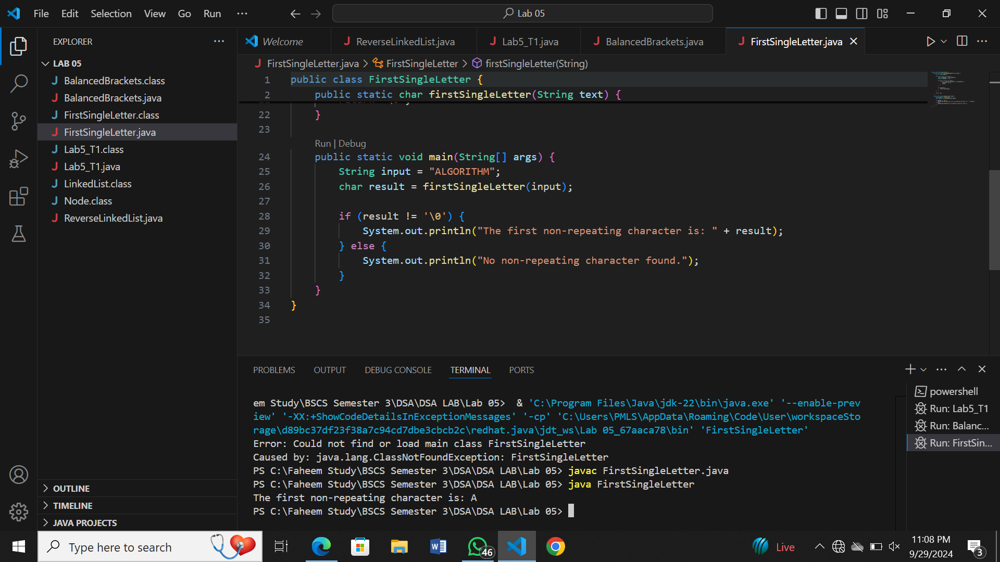 File Edit Selection View Go Run ··· Lab 05
EXPLORER ···
LAB 05
BalancedBrackets.class
BalancedBrackets.java
FirstSingleLetter.class
FirstSingleLetter.java
Lab5_T1.class
Lab5_T1.java
LinkedList.class
Node.class
ReverseLinkedList.java
OUTLINE
TIMELINE
JAVA PROJECTS
Welcome ReverseLinkedList.java Lab5_T1.java BalancedBrackets.java FirstSingleLetter.java
FirstSingleLetter.java > FirstSingleLetter > firstSingleLetter(String)
1 public class FirstSingleLetter {
2 public static char firstSingleLetter(String text) {
22 }
23
Run | Debug
24 public static void main(String[] args) {
25 String input = "ALGORITHM";
26 char result = firstSingleLetter(input);
27
28 if (result != '\0') {
29 System.out.println("The first non-repeating character is: " + result);
30 } else {
31 System.out.println("No non-repeating character found.");
32 }
33 }
34 }
35
PROBLEMS OUTPUT DEBUG CONSOLE TERMINAL PORTS
em Study\BSCS Semester 3\DSA\DSA LAB\Lab 05> & 'C:\Program Files\Java\jdk-22\bin\java.exe' '--enable-prev
iew' '-XX:+ShowCodeDetailsInExceptionMessages' '-cp' 'C:\Users\PMLS\AppData\Roaming\Code\User\workspaceSto
rage\d89bc37df23f38a7c94cd7dbe3cbcb2c\redhat.java\jdt_ws\Lab 05_67aaca78\bin' 'FirstSingleLetter'
Error: Could not find or load main class FirstSingleLetter
Caused by: java.lang.ClassNotFoundException: FirstSingleLetter
PS C:\Faheem Study\BSCS Semester 3\DSA\DSA LAB\Lab 05> javac FirstSingleLetter.java
PS C:\Faheem Study\BSCS Semester 3\DSA\DSA LAB\Lab 05> java FirstSingleLetter
The first non-repeating character is: A
PS C:\Faheem Study\BSCS Semester 3\DSA\DSA LAB\Lab 05>
powershell
Run: Lab5_T1
Run: Balanc...
Run: FirstSin...
Type here to search
46
Live
11:08 PM
9/29/2024
3